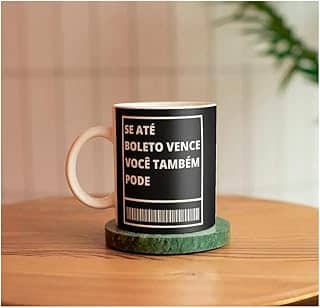 SE ATÉ
BOLETO VENCE
VOCÊ TAMBÉM
PODE